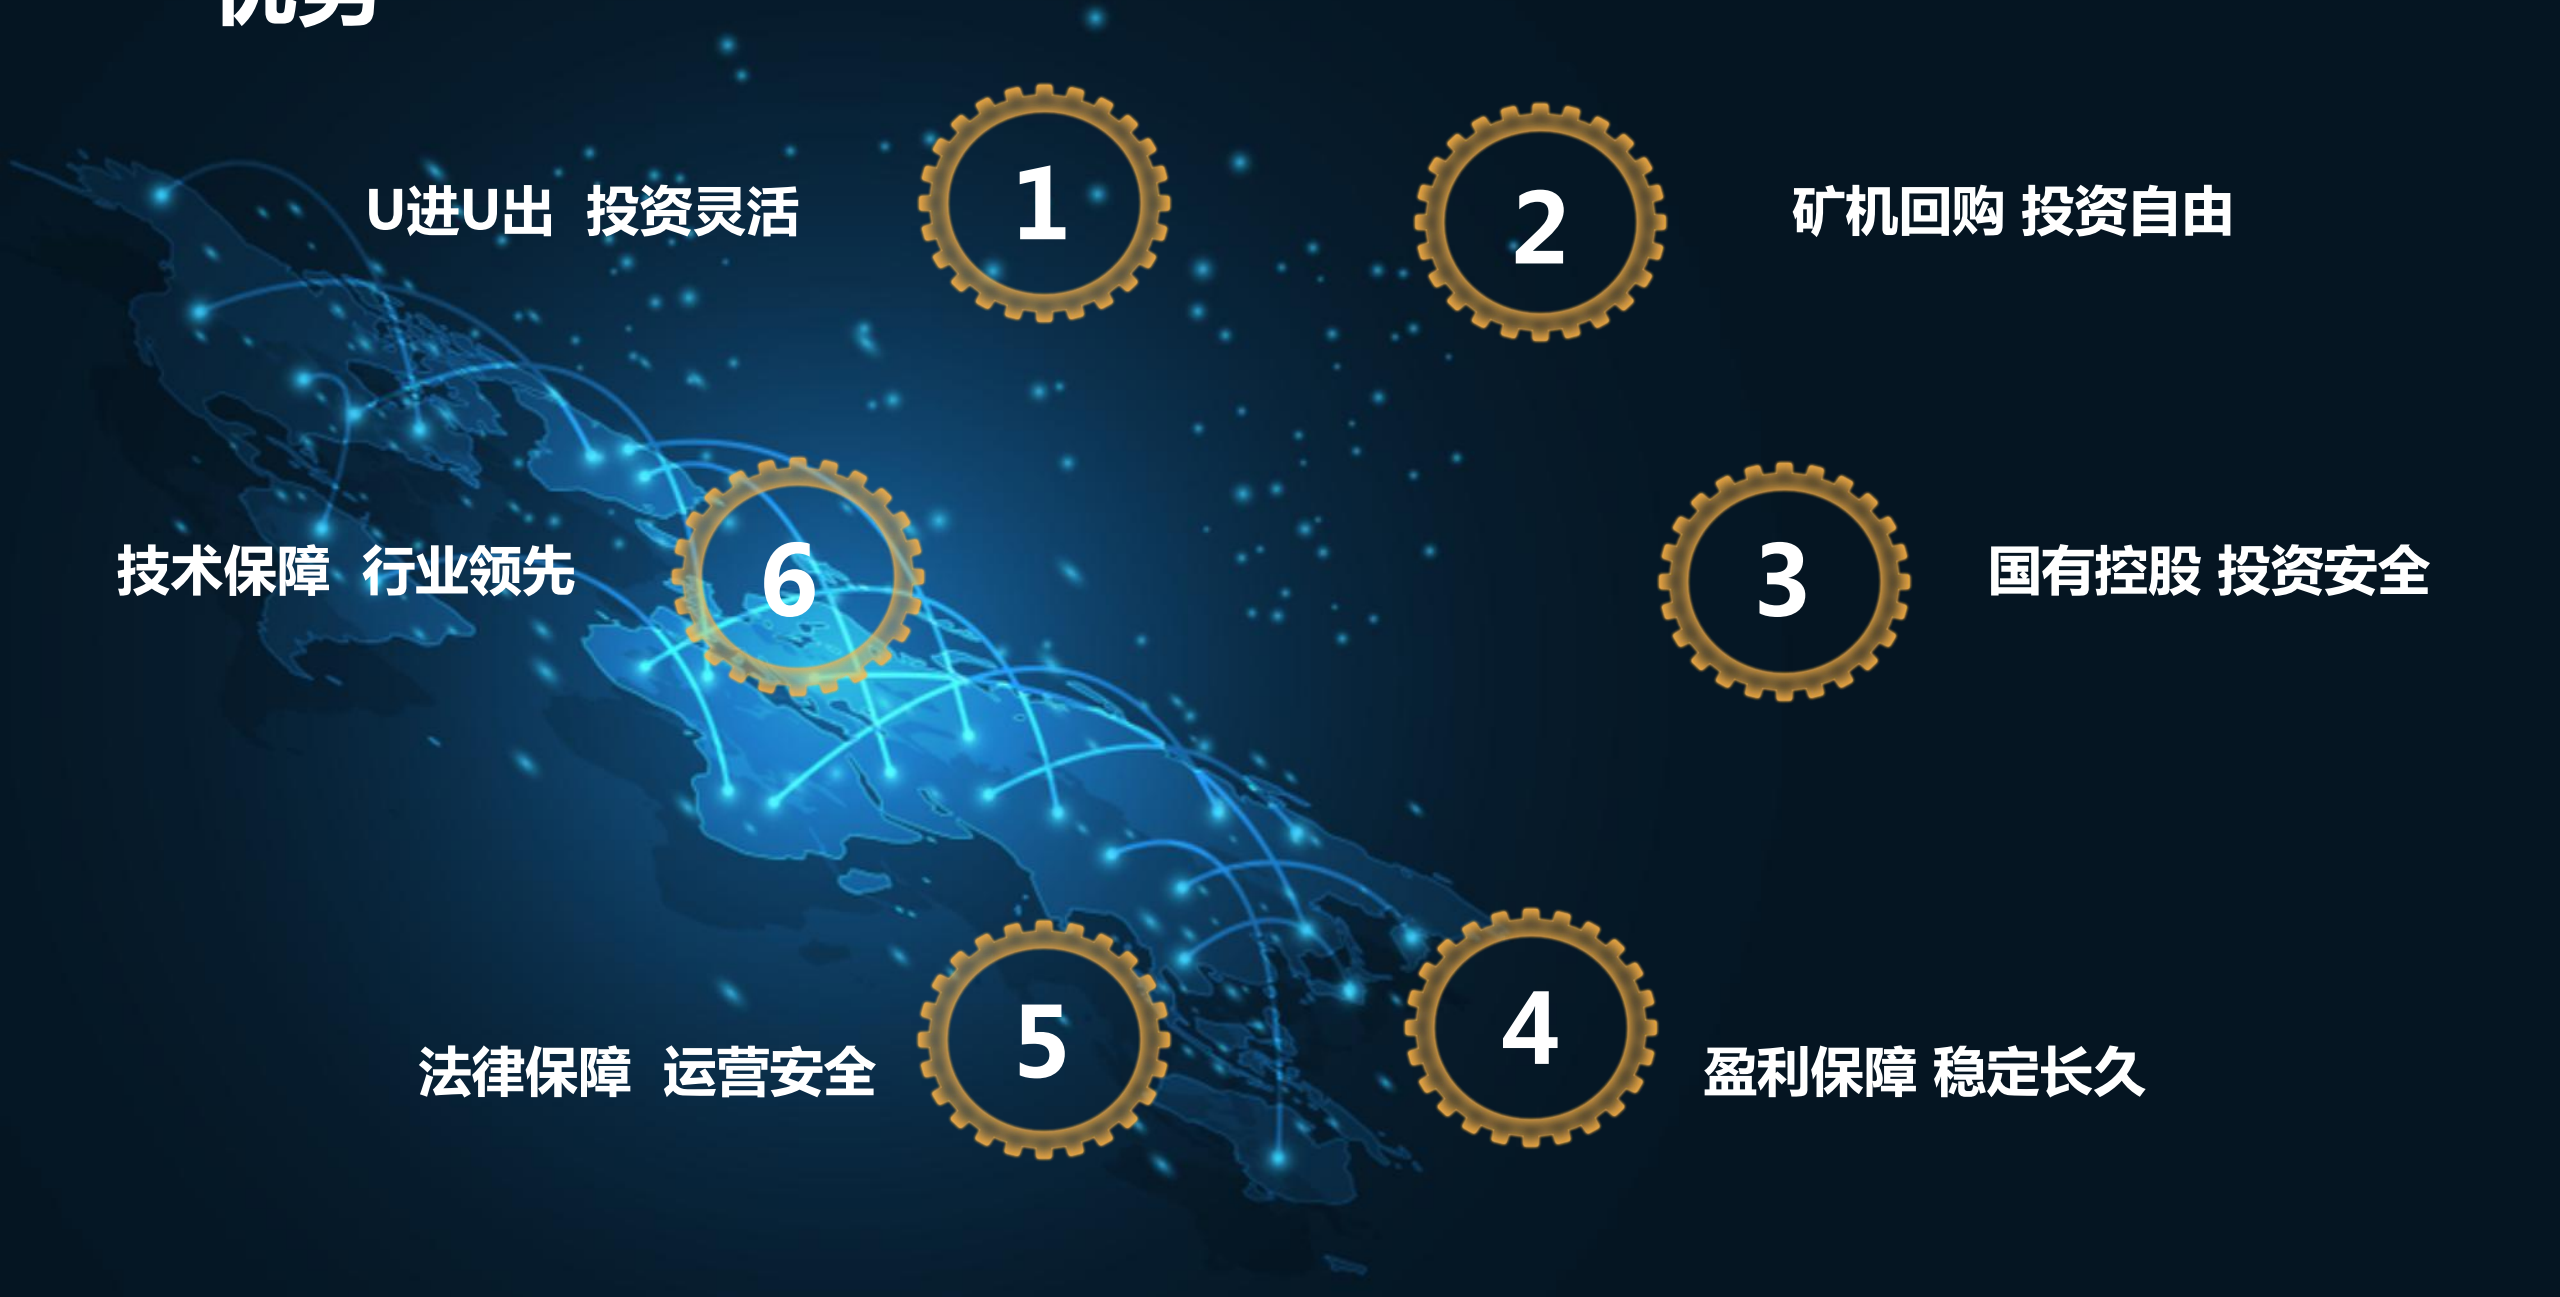 优势
U进U出 投资灵活
1
2
矿机回购 投资自由
技术保障 行业领先
6
3
国有控股 投资安全
法律保障 运营安全
5
4
盈利保障 稳定长久